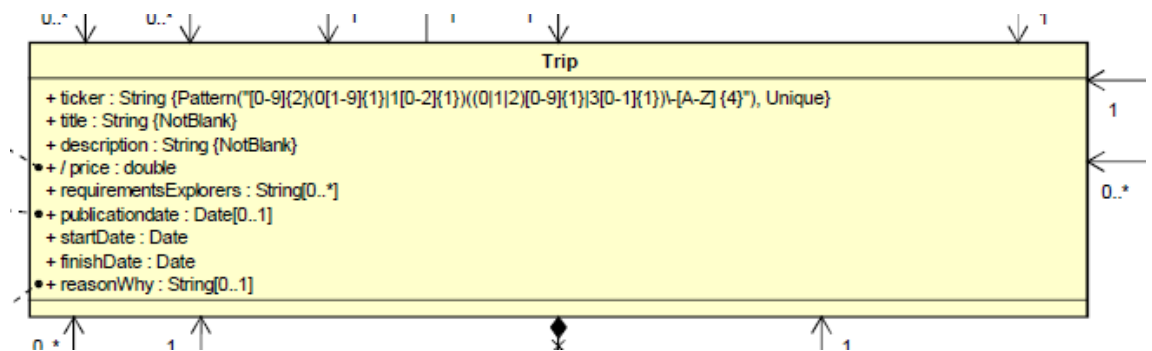 0..* 0..* 1 1 1 1
Trip
+ ticker : String {Pattern("[0-9]{2}(0[1-9]{1}|1[0-2]{1})((0|1|2)[0-9]{1}|3[0-1]{1})\-[A-Z] {4}"), Unique}
+ title : String {NotBlank}
+ description : String {NotBlank}
+ / price : double
+ requirementsExplorers : String[0..*]
+ publicationdate : Date[0..1]
+ startDate : Date
+ finishDate : Date
+ reasonWhy : String[0..1]
1
0..*
0..* 1 1